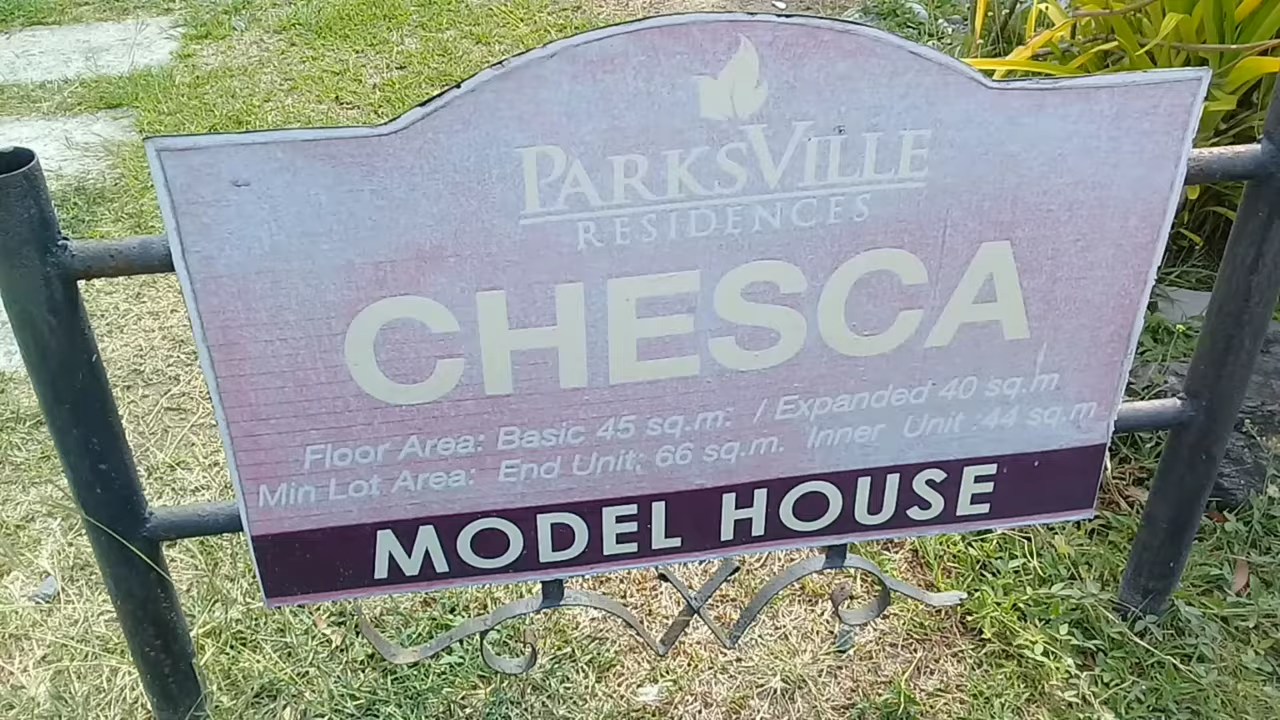 PARKSVILLE
RESIDENCES
CHESCA
Floor Area: Basic 45 sq.m. / Expanded 40 sq.m
Min Lot Area: End Unit: 66 sq.m. Inner Unit :44 sq.m
MODEL HOUSE